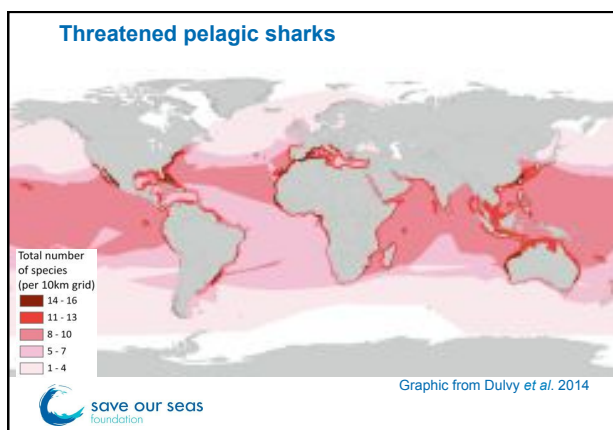 Threatened pelagic sharks
Total number
of species
(per 10km grid)
14 - 16
11 - 13
8 - 10
5 - 7
1 - 4
Graphic from Dulvy et al. 2014
save our seas
foundation